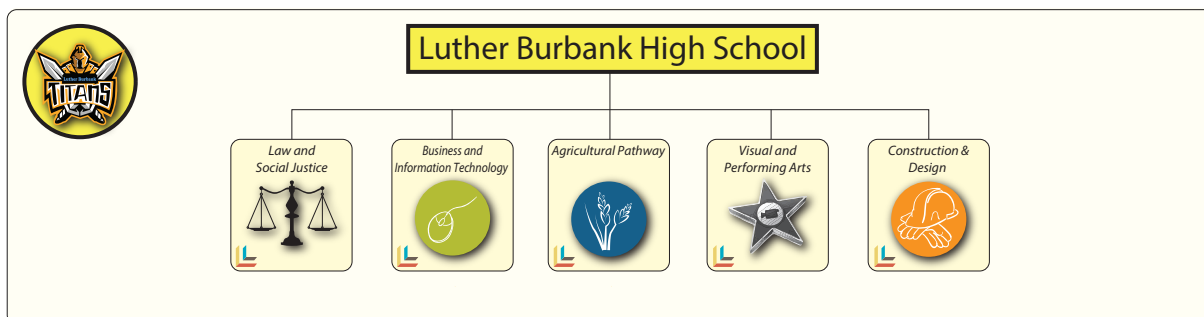 Luther Burbank High School
Luther Burbank
TITANS
Law and
Social Justice
Business and
Information Technology
Agricultural Pathway
Visual and
Performing Arts
Construction &
Design